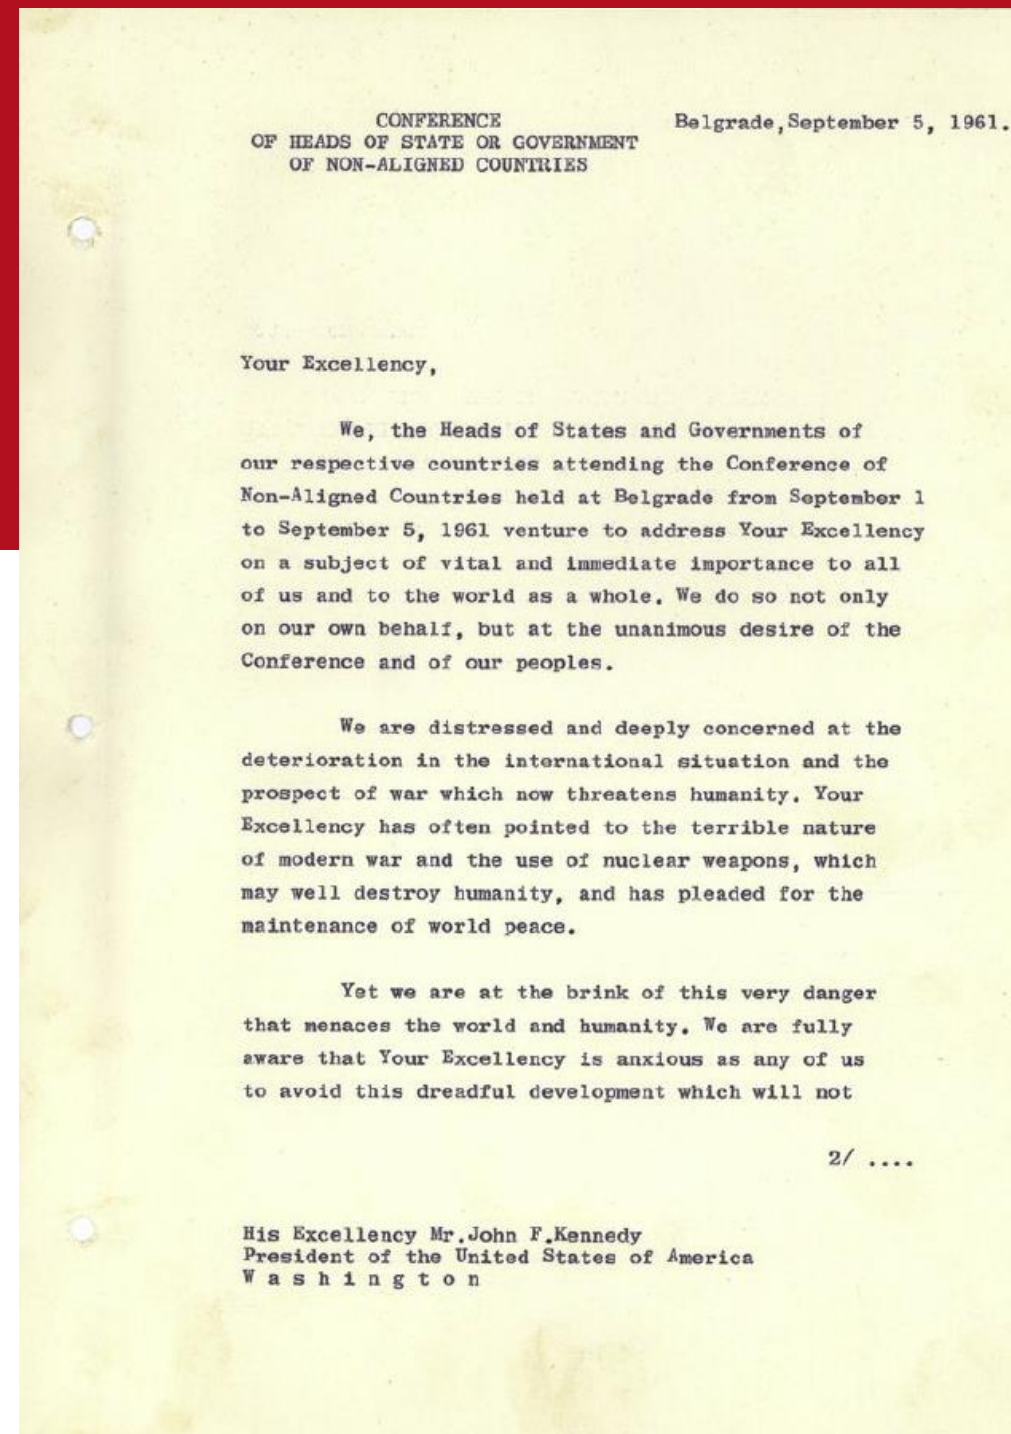 CONFERENCE
OF HEADS OF STATE OR GOVERNMENT
OF NON-ALIGNED COUNTRIES
Belgrade,September 5, 1961.
Your Excellency,
We, the Heads of States and Governments of
our respective countries attending the Conference of
Non-Aligned Countries held at Belgrade from September 1
to September 5, 1961 venture to address Your Excellency
on a subject of vital and immediate importance to all
of us and to the world as a whole. We do so not only
on our own behalf, but at the unanimous desire of the
Conference and of our peoples.
We are distressed and deeply concerned at the
deterioration in the international situation and the
prospect of war which now threatens humanity. Your
Excellency has often pointed to the terrible nature
of modern war and the use of nuclear weapons, which
may well destroy humanity, and has pleaded for the
maintenance of world peace.
Yet we are at the brink of this very danger
that menaces the world and humanity. We are fully
aware that Your Excellency is anxious as any of us
to avoid this dreadful development which will not
2/ ....
His Excellency Mr.John F.Kennedy
President of the United States of America
W a s h i n g t o n